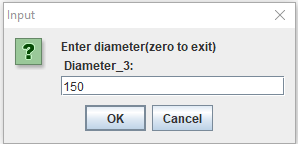 Input
Enter diameter(zero to exit)
Diameter_3:
150
OK Cancel